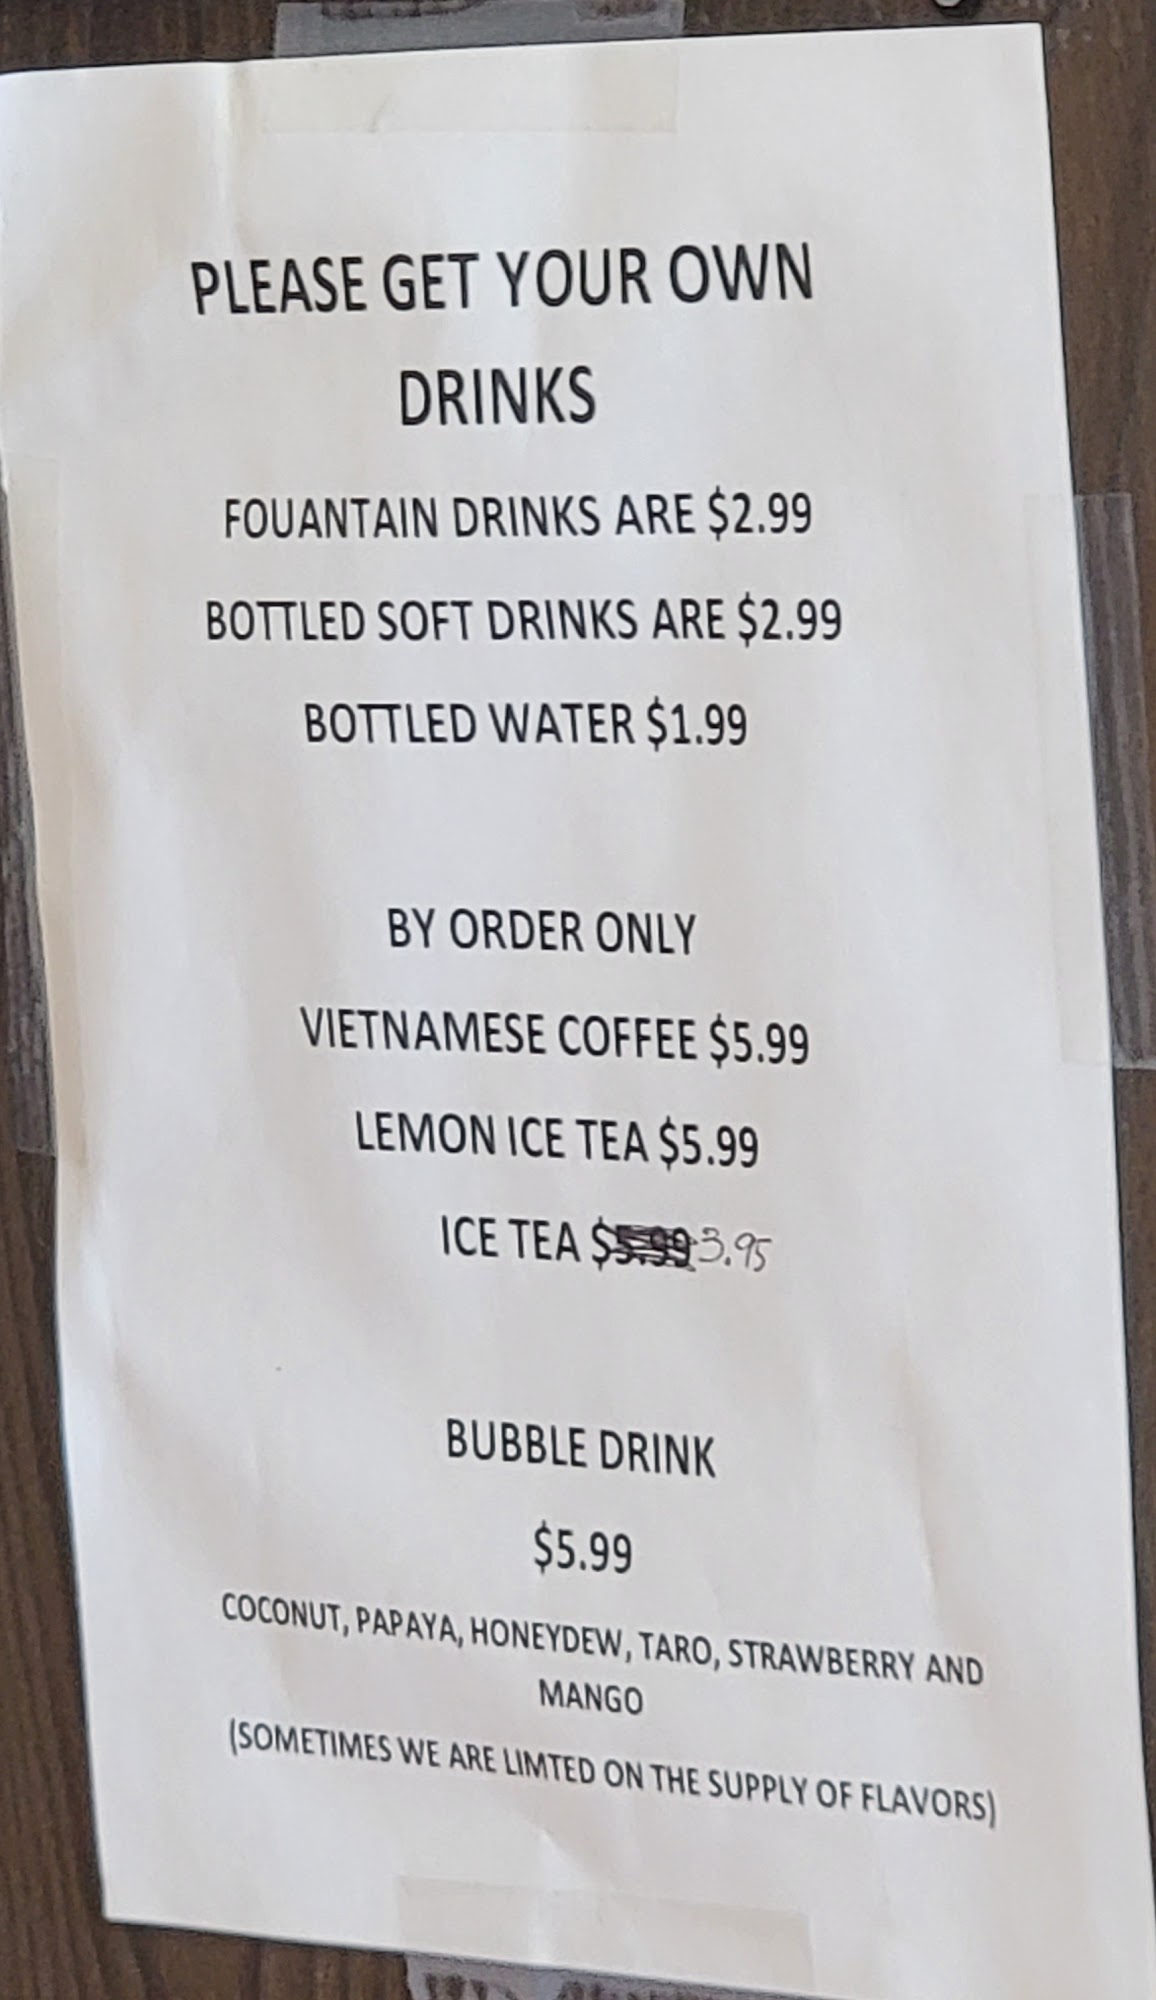 PLEASE GET YOUR OWN
DRINKS
FOUANTAIN DRINKS ARE $2.99
BOTTLED SOFT DRINKS ARE $2.99
BOTTLED WATER $1.99
BY ORDER ONLY
VIETNAMESE COFFEE $5.99
LEMON ICE TEA $5.99
ICE TEA $5.99 3.95
BUBBLE DRINK
$5.99
COCONUT, PAPAYA, HONEYDEW, TARO, STRAWBERRY AND
MANGO
(SOMETIMES WE ARE LIMTED ON THE SUPPLY OF FLAVORS)